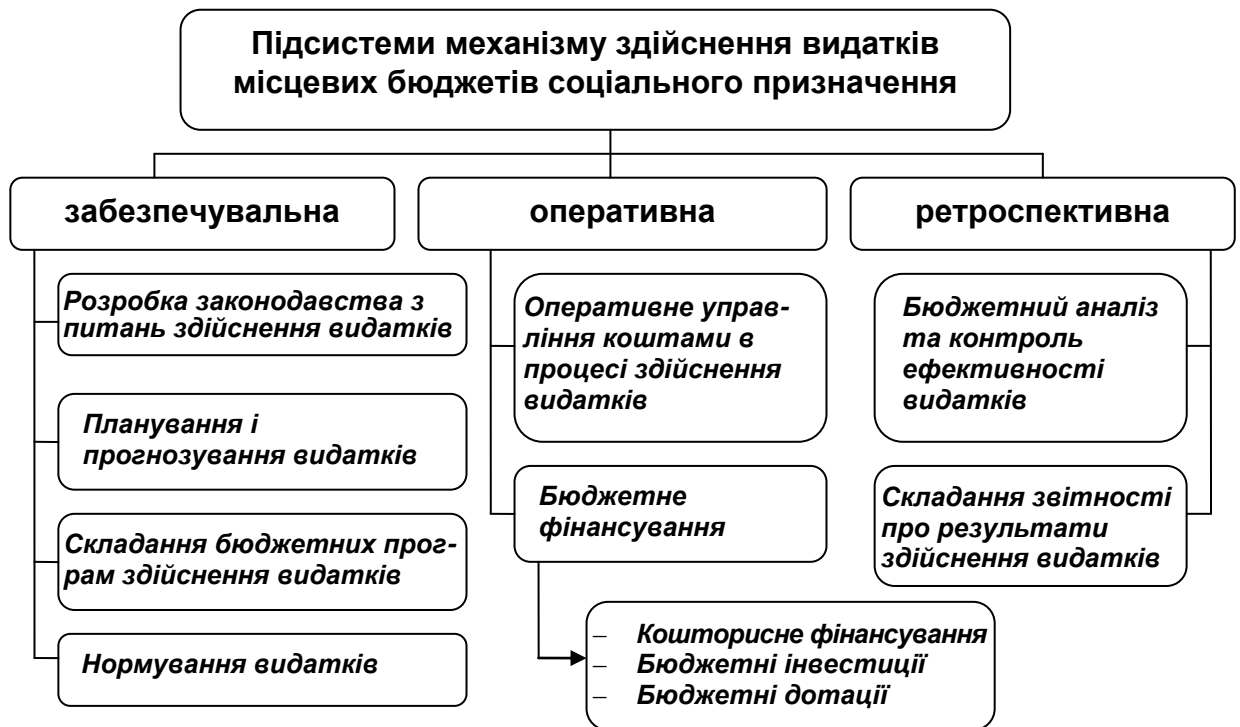 Підсистеми механізму здійснення видатків
місцевих бюджетів соціального призначення
забезпечувальна
Розробка законодавства з
питань здійснення видатків
Планування і
прогнозування видатків
Складання бюджетних прог-
рам здійснення видатків
Нормування видатків
оперативна
Оперативне управ-
ління коштами в
процесі здійснення
видатків
Бюджетне
фінансування
– Кошторисне фінансування
– Бюджетні інвестиції
– Бюджетні дотації
ретроспективна
Бюджетний аналіз
та контроль
ефективності
видатків
Складання звітності
про результати
здійснення видатків